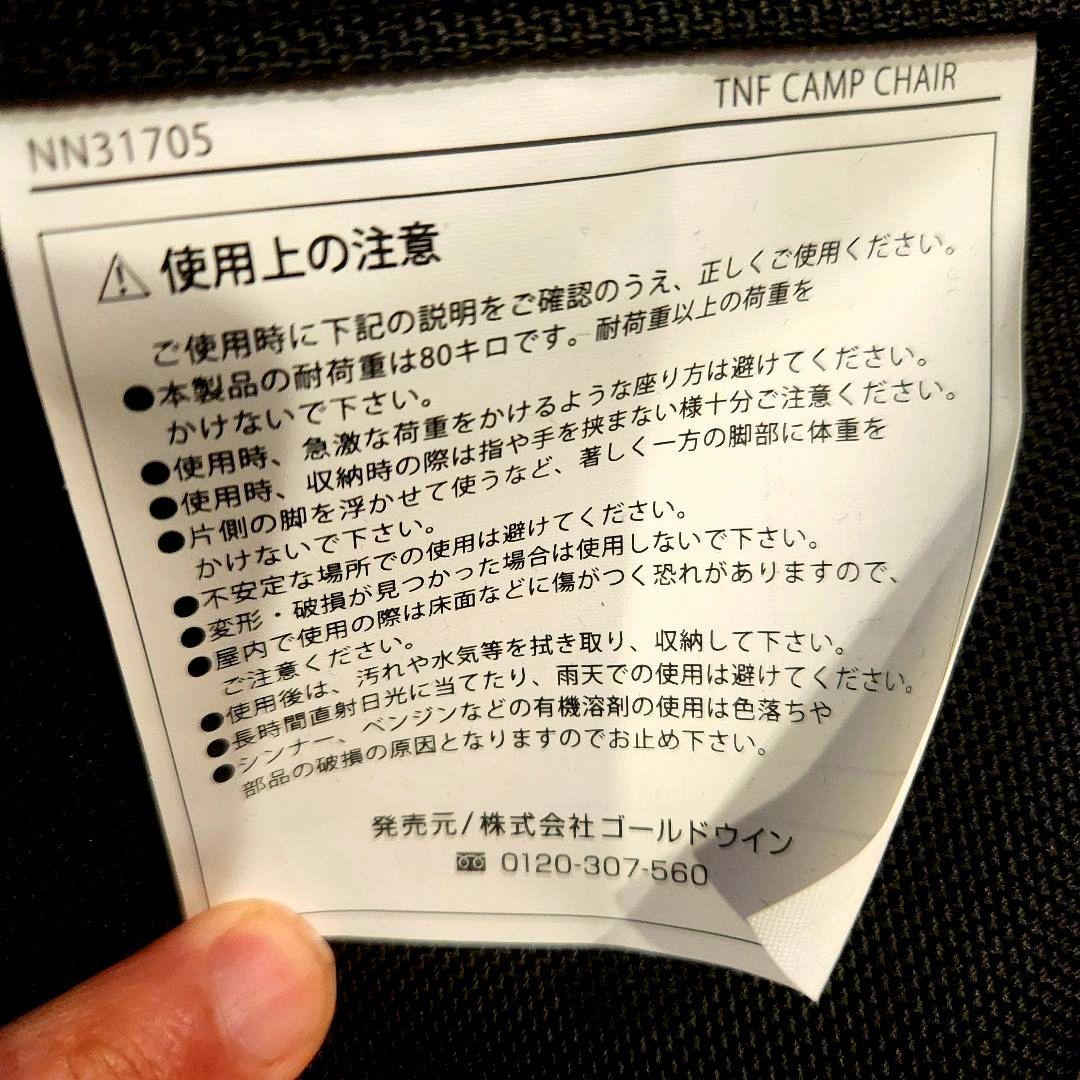 NN31705
TNF CAMP CHAIR
使用上の注意
ご使用時に下記の説明をご確認のうえ、正しくご使用ください。
●本製品の耐荷重は80キロです。耐荷重以上の荷重を
かけないで下さい。
●使用時、急激な荷重をかけるような座り方は避けてください。
●使用時、収納時の際は指や手を挟まない様十分ご注意ください。
●片側の脚を浮かせて使うなど、著しく一方の脚部に体重を
かけないで下さい。
●不安定な場所での使用は避けてください。
●変形・破損が見つかった場合は使用しないで下さい。
●屋内で使用の際は床面などに傷がつく恐れがありますので、
ご注意ください。
●使用後は、汚れや水気等を拭き取り、収納して下さい。
●長時間直射日光に当てたり、雨天での使用は避けてください。
●シンナー、ベンジンなどの有機溶剤の使用は色落ちや
部品の破損の原因となりますのでお止め下さい。
発売元/株式会社ゴールドウイン
0120-307-560